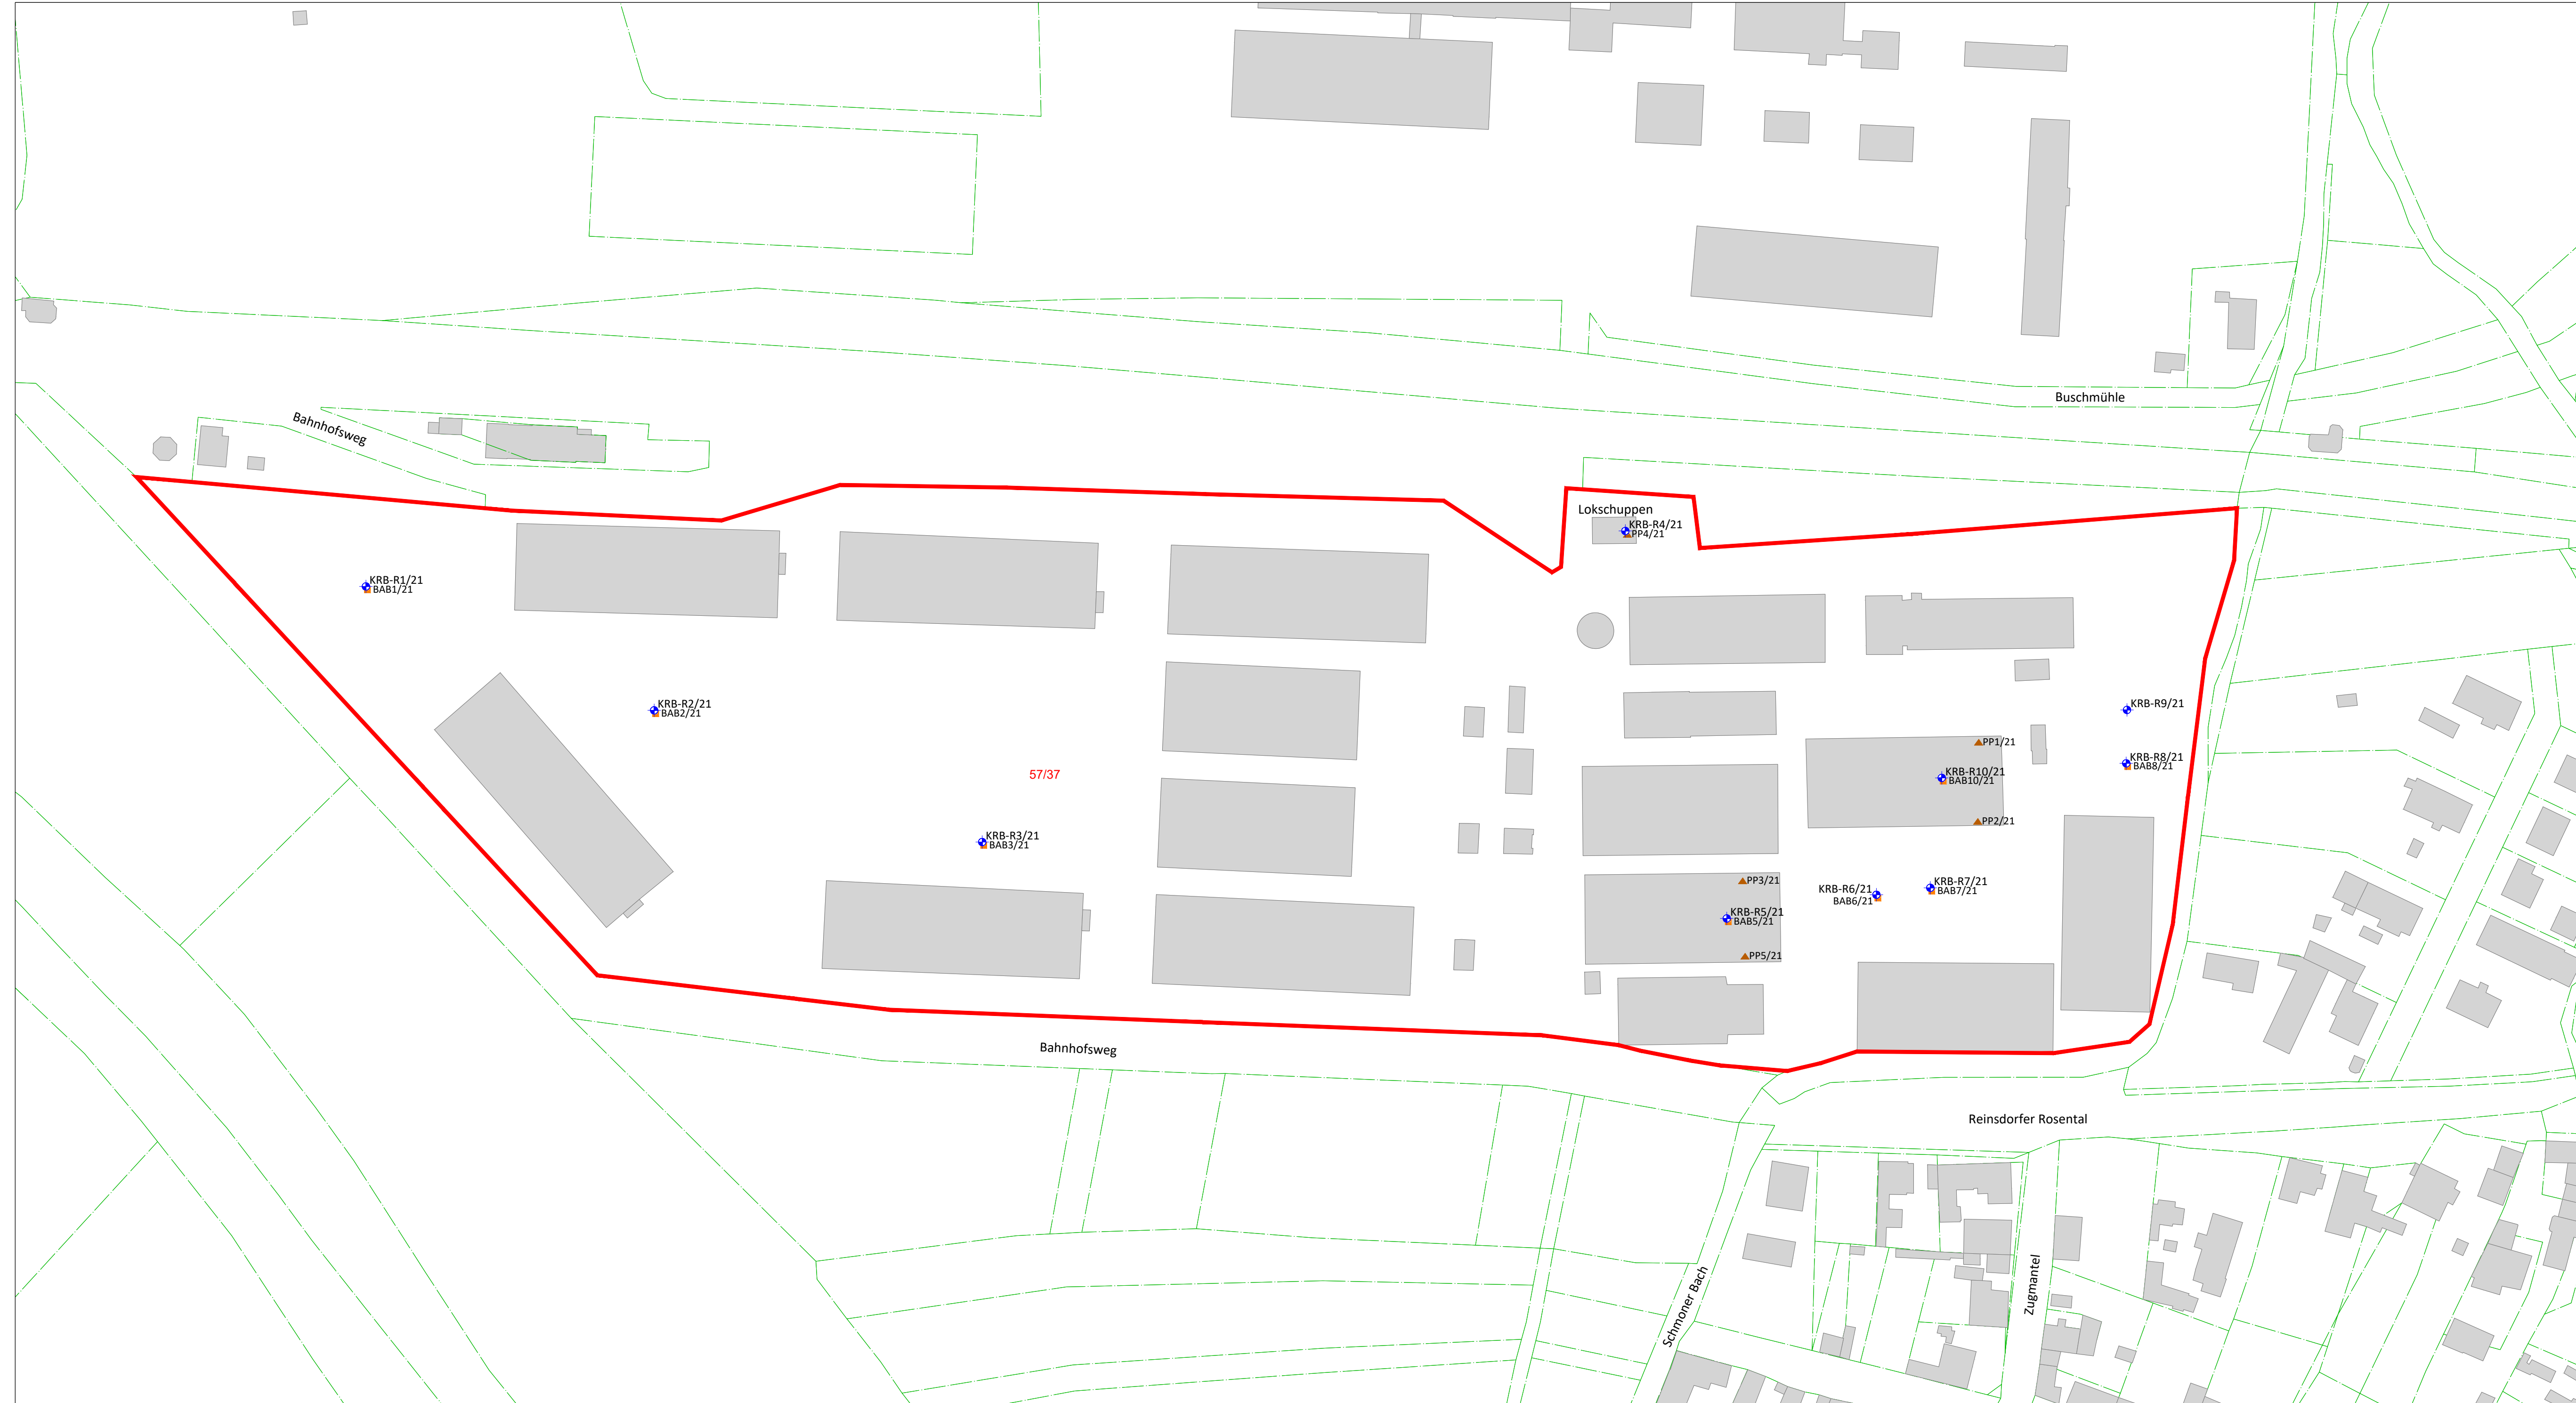 Buschmühle
Bahnhofsweg
Lokschuppen
KRB-R4/21
PP4/21
KRB-R1/21
BAB1/21
KRB-R2/21
BAB2/21
KRB-R9/21
PP1/21
KRB-R8/21
BAB8/21
57/37
KRB-R10/21
BAB10/21
PP2/21
KRB-R3/21
BAB3/21
PP3/21
KRB-R6/21
BAB6/21
KRB-R7/21
BAB7/21
KRB-R5/21
BAB5/21
PP5/21
Bahnhofsweg
Reinsdorfer Rosental
Schmoner Bach
Zugmantel